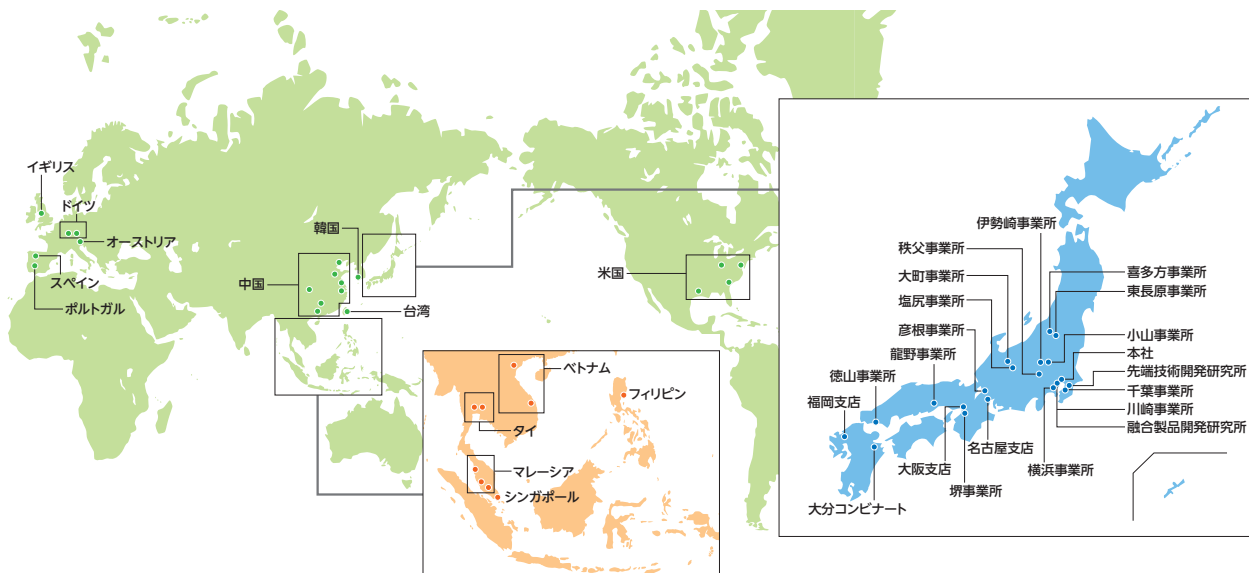 イギリス
ドイツ
オーストリア
スペイン
ポルトガル
韓国
中国
台湾
米国
ベトナム
フィリピン
タイ
マレーシア
シンガポール
伊勢崎事業所
秩父事業所
大町事業所
塩尻事業所
彦根事業所
龍野事業所
徳山事業所
福岡支店
喜多方事業所
東長原事業所
小山事業所
本社
先端技術開発研究所
千葉事業所
川崎事業所
融合製品開発研究所
名古屋支店
横浜事業所
大阪支店
堺事業所
大分コンビナート